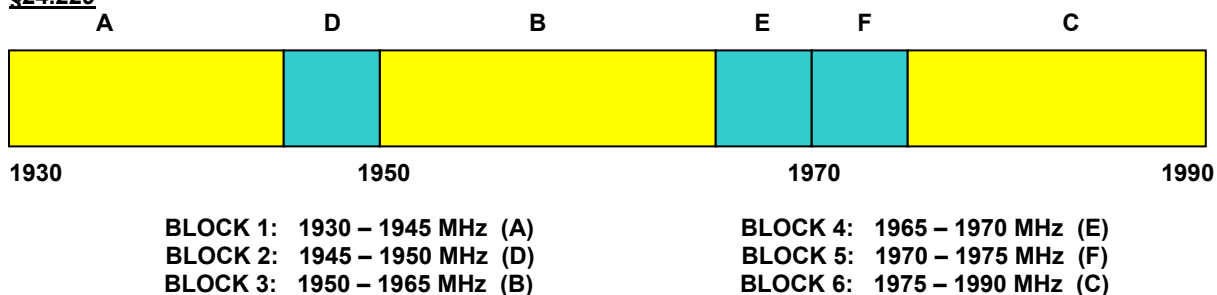 A D B E F C
1930 1950 1970 1990
BLOCK 1: 1930 – 1945 MHz (A) BLOCK 4: 1965 – 1970 MHz (E)
BLOCK 2: 1945 – 1950 MHz (D) BLOCK 5: 1970 – 1975 MHz (F)
BLOCK 3: 1950 – 1965 MHz (B) BLOCK 6: 1975 – 1990 MHz (C)